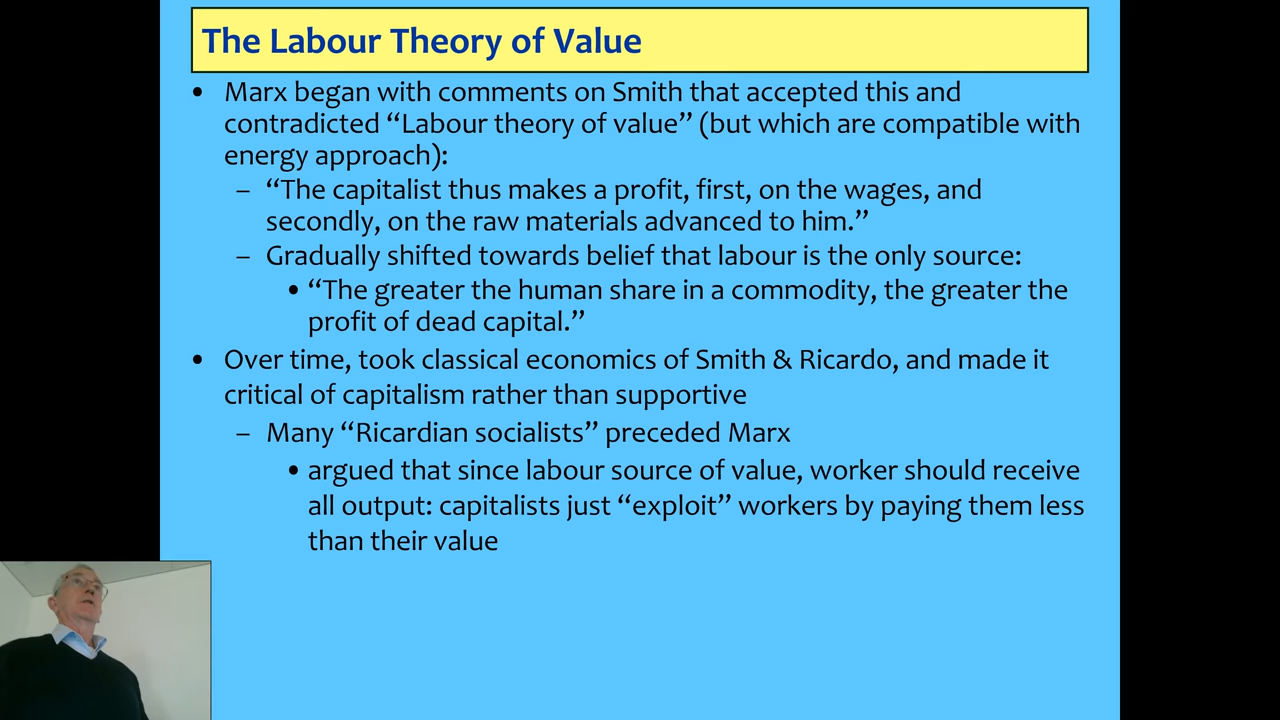 The Labour Theory of Value
• Marx began with comments on Smith that accepted this and
contradicted “Labour theory of value” (but which are compatible with
energy approach):
– “The capitalist thus makes a profit, first, on the wages, and
secondly, on the raw materials advanced to him.”
– Gradually shifted towards belief that labour is the only source:
• “The greater the human share in a commodity, the greater the
profit of dead capital.”
• Over time, took classical economics of Smith & Ricardo, and made it
critical of capitalism rather than supportive
– Many “Ricardian socialists” preceded Marx
• argued that since labour source of value, worker should receive
all output: capitalists just “exploit” workers by paying them less
than their value